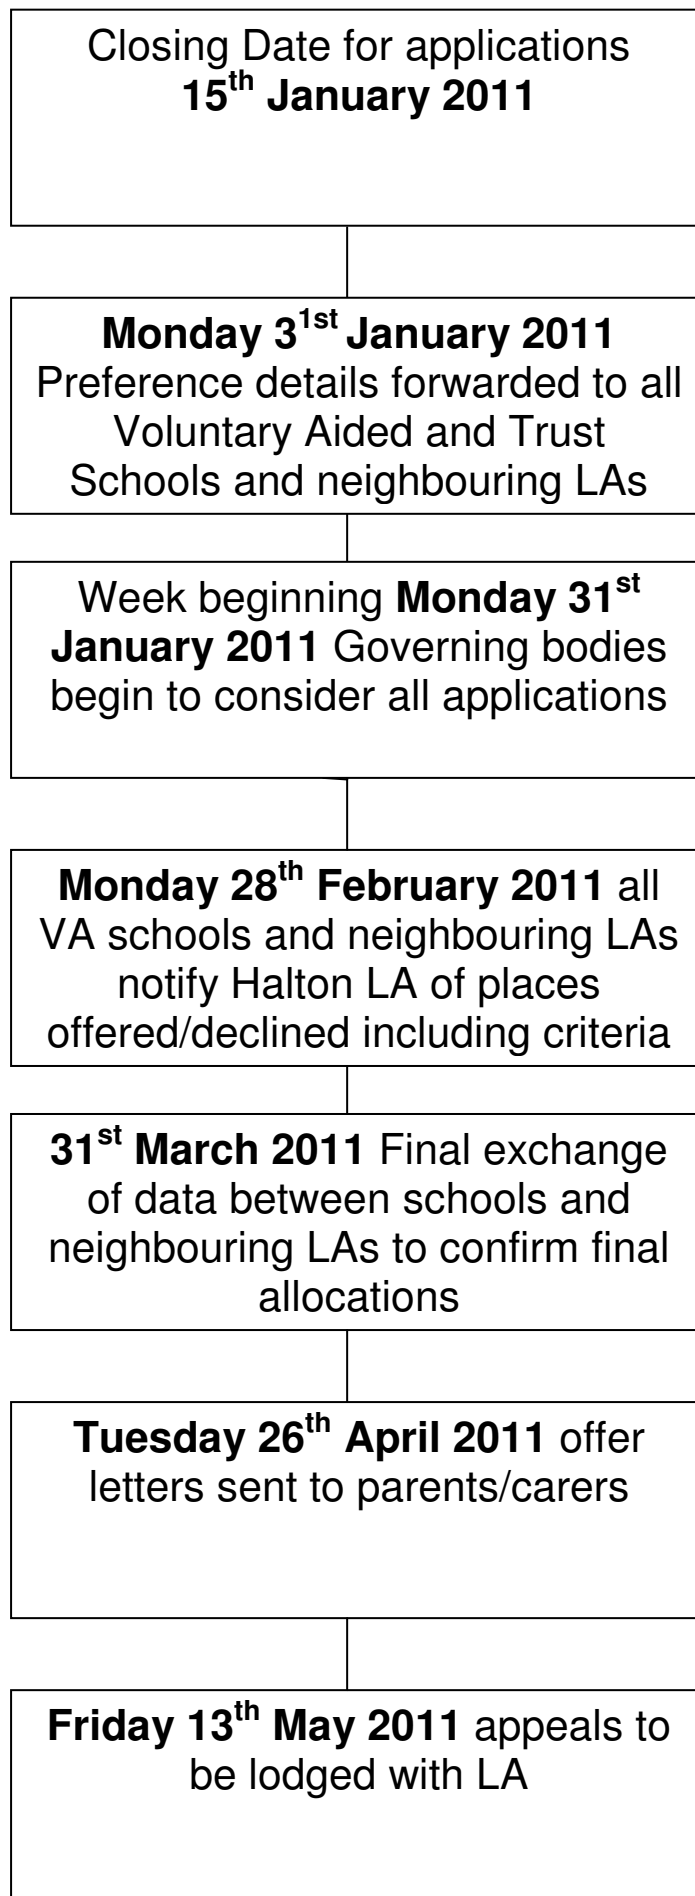 Closing Date for applications
15th January 2011
Monday 31st January 2011
Preference details forwarded to all
Voluntary Aided and Trust
Schools and neighbouring LAs
Week beginning Monday 31st
January 2011 Governing bodies
begin to consider all applications
Monday 28th February 2011 all
VA schools and neighbouring LAs
notify Halton LA of places
offered/declined including criteria
31st March 2011 Final exchange
of data between schools and
neighbouring LAs to confirm final
allocations
Tuesday 26th April 2011 offer
letters sent to parents/carers
Friday 13th May 2011 appeals to
be lodged with LA